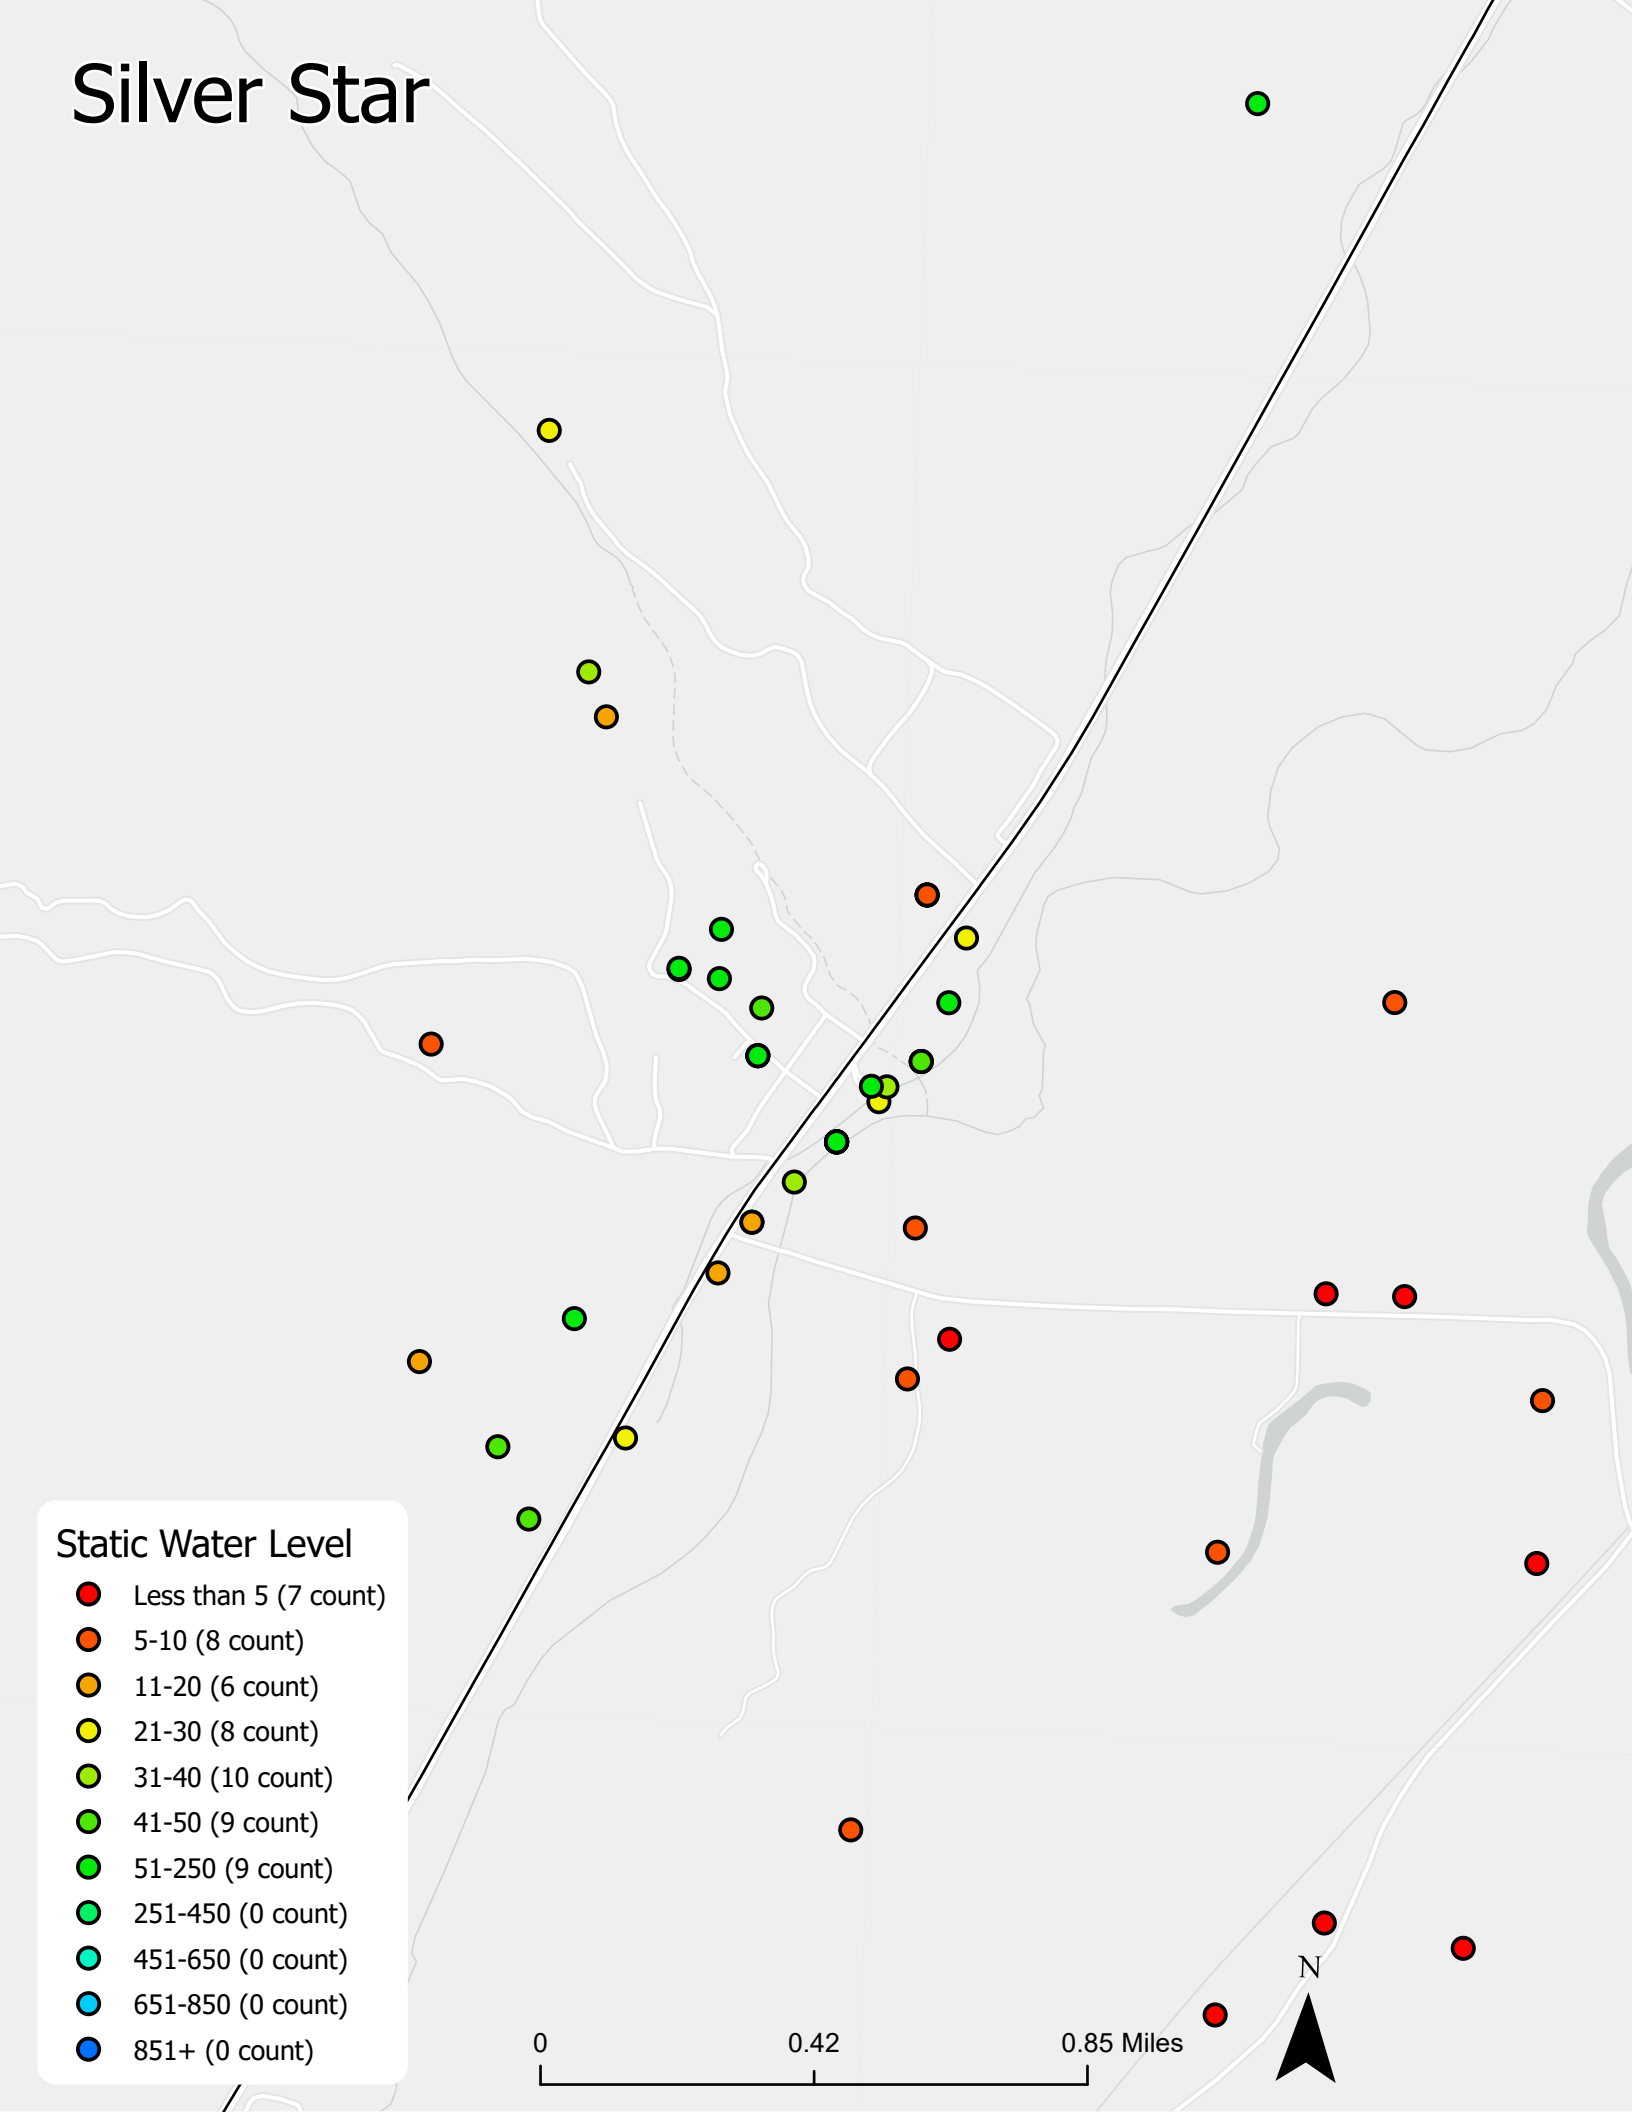 Silver Star
Static Water Level
Less than 5 (7 count)
5-10 (8 count)
11-20 (6 count)
21-30 (8 count)
31-40 (10 count)
41-50 (9 count)
51-250 (9 count)
251-450 (0 count)
451-650 (0 count)
651-850 (0 count)
851+ (0 count)
N
0 0.42 0.85 Miles